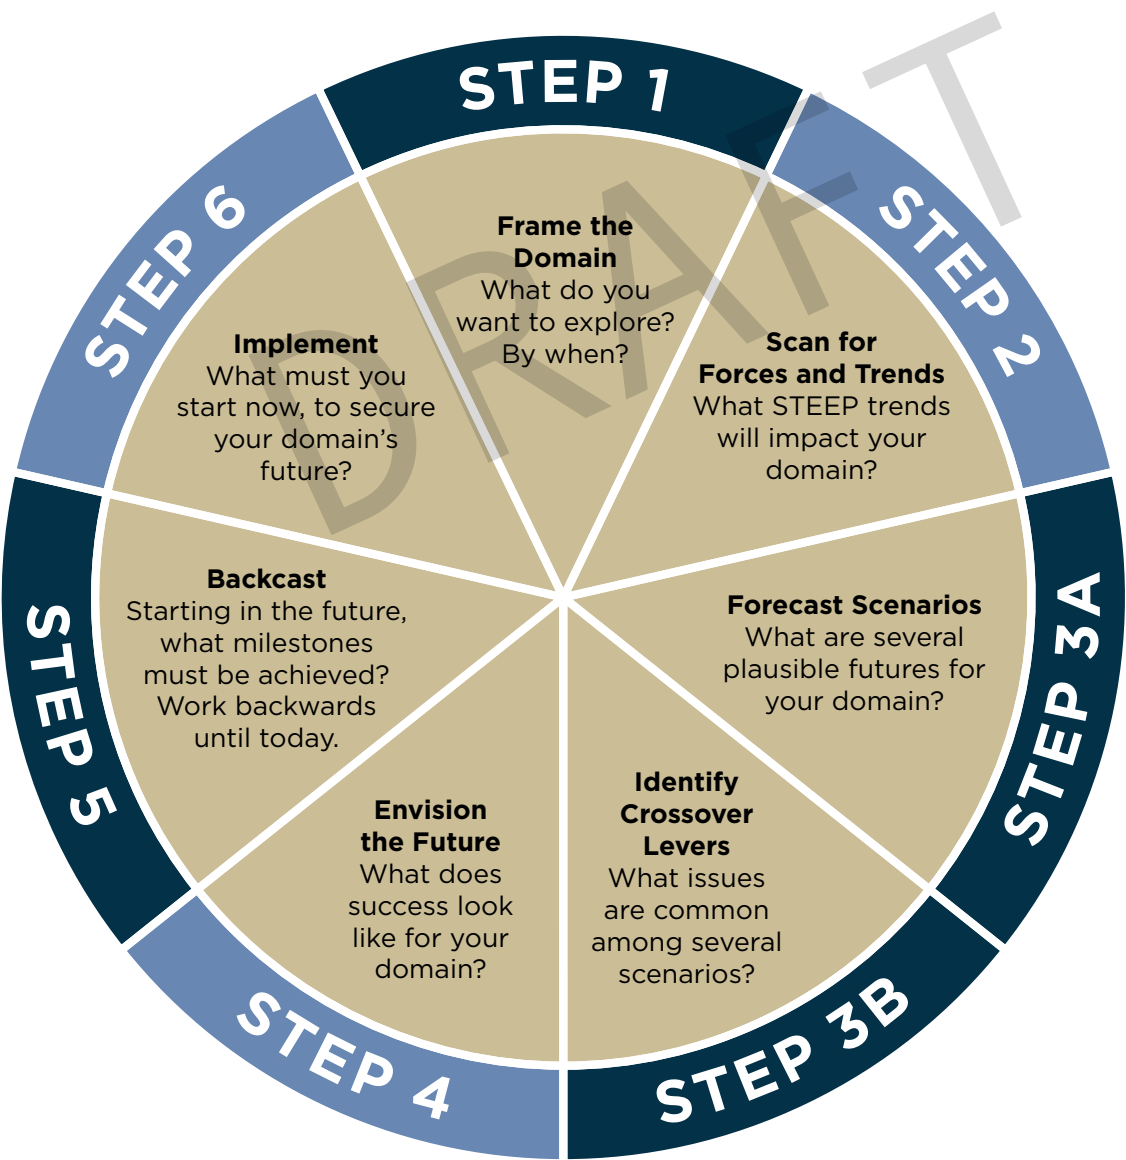 STEP 1
Frame the
Domain
What do you
want to explore?
By when?
STEP 2
Scan for
Forces and Trends
What STEEP trends
will impact your
domain?
STEP 3A
Forecast Scenarios
What are several
plausible futures for
your domain?
STEP 3B
Identify
Crossover
Levers
What issues
are common
among several
scenarios?
STEP 4
Envision
the Future
What does
success look
like for your
domain?
STEP 5
Backcast
Starting in the future,
what milestones
must be achieved?
Work backwards
until today.
STEP 6
Implement
What must you
start now, to secure
your domain’s
future?
DRAFT